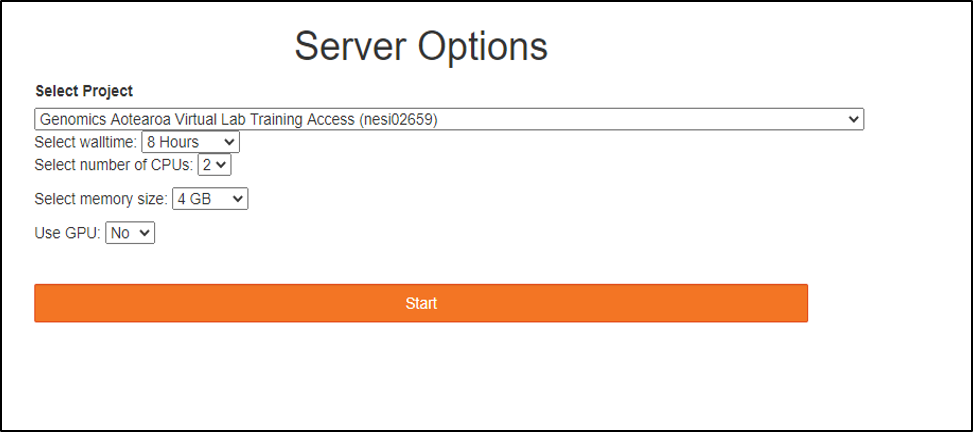 Server Options
Select Project
Genomics Aotearoa Virtual Lab Training Access (nesi02659)
Select walltime: 8 Hours
Select number of CPUs: 2
Select memory size: 4 GB
Use GPU: No
Start